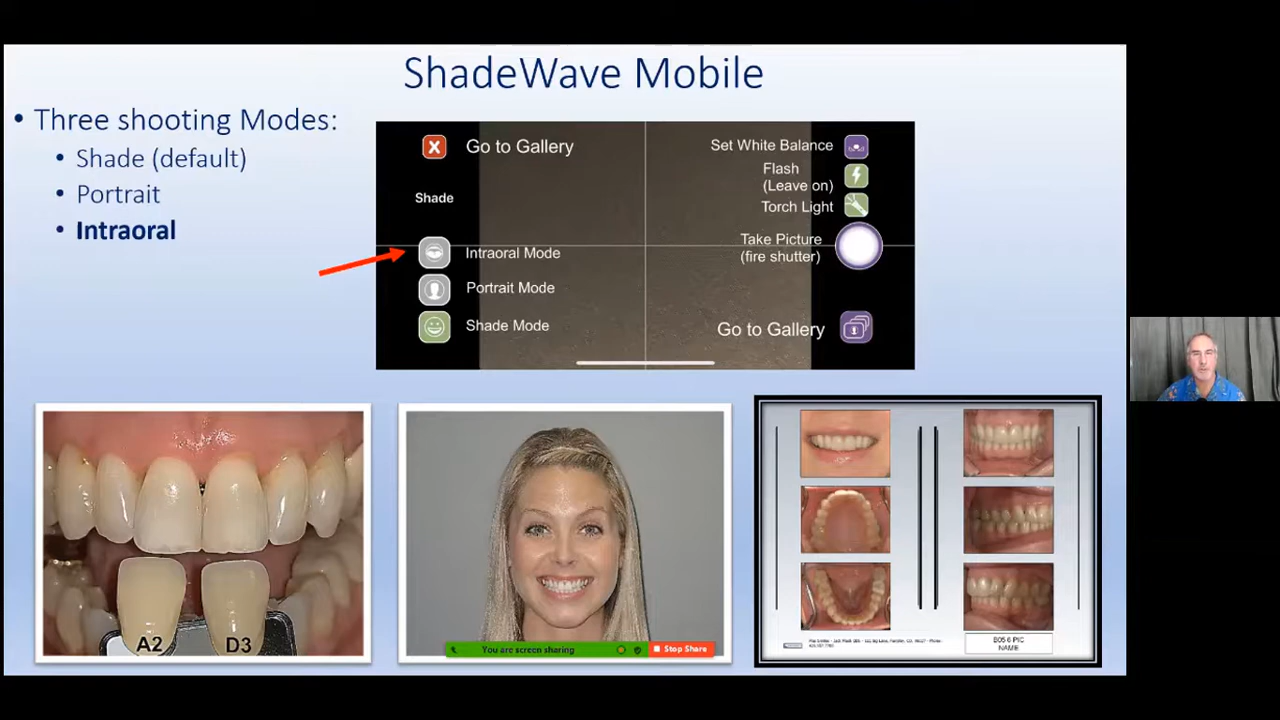 ShadeWave Mobile
• Three shooting Modes:
• Shade (default)
• Portrait
• Intraoral
X Go to Gallery
Shade
Intraoral Mode
Portrait Mode
Shade Mode
Set White Balance
Flash
(Leave on)
Torch Light
Take Picture
(fire shutter)
Go to Gallery
A2 D3
You are screen sharing
Stop Share
NAME